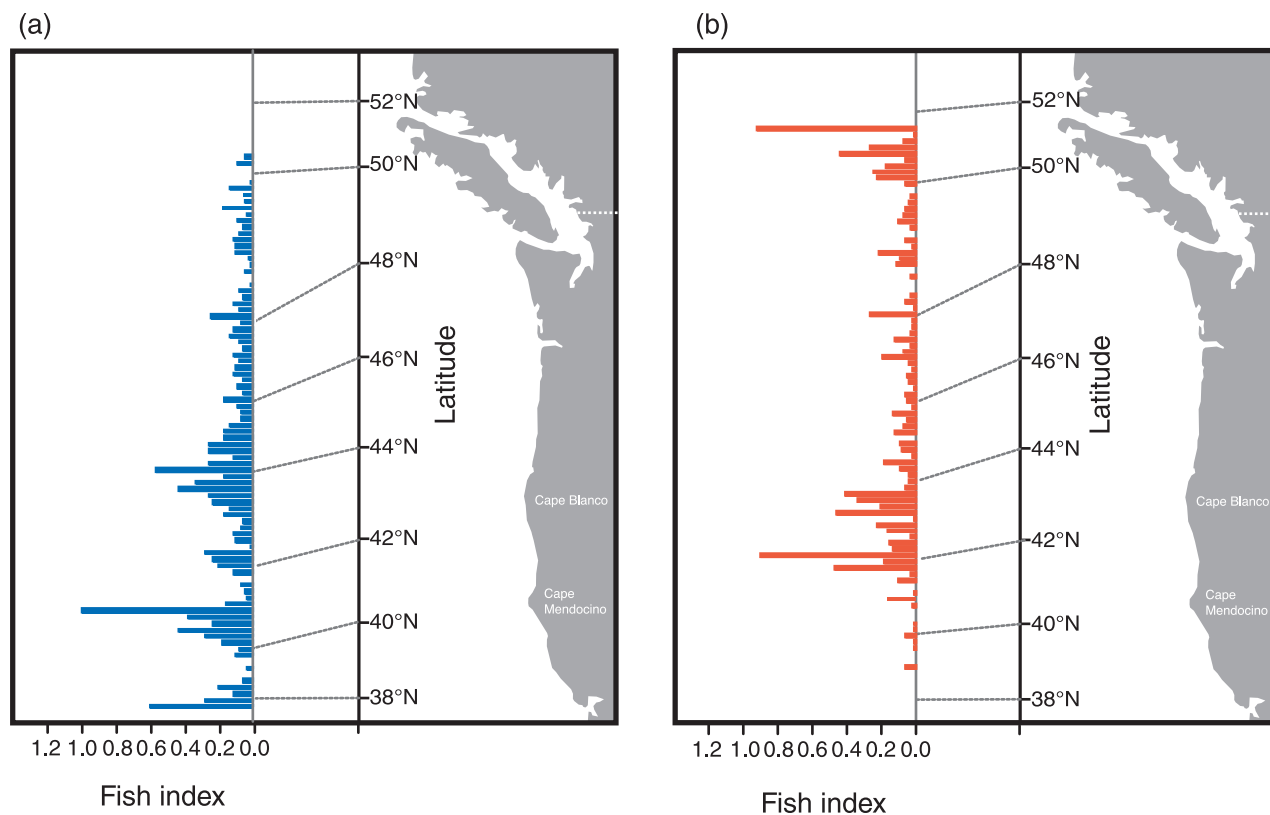 (a)
52°N
50°N
48°N
46°N
44°N
42°N
40°N
38°N
Latitude
Cape Blanco
Cape
Mendocino
1.2 1.0 0.8 0.6 0.4 0.2 0.0
Fish index
(b)
52°N
50°N
48°N
46°N
44°N
42°N
40°N
38°N
Latitude
Cape Blanco
Cape
Mendocino
1.2 1.0 0.8 0.6 0.4 0.2 0.0
Fish index